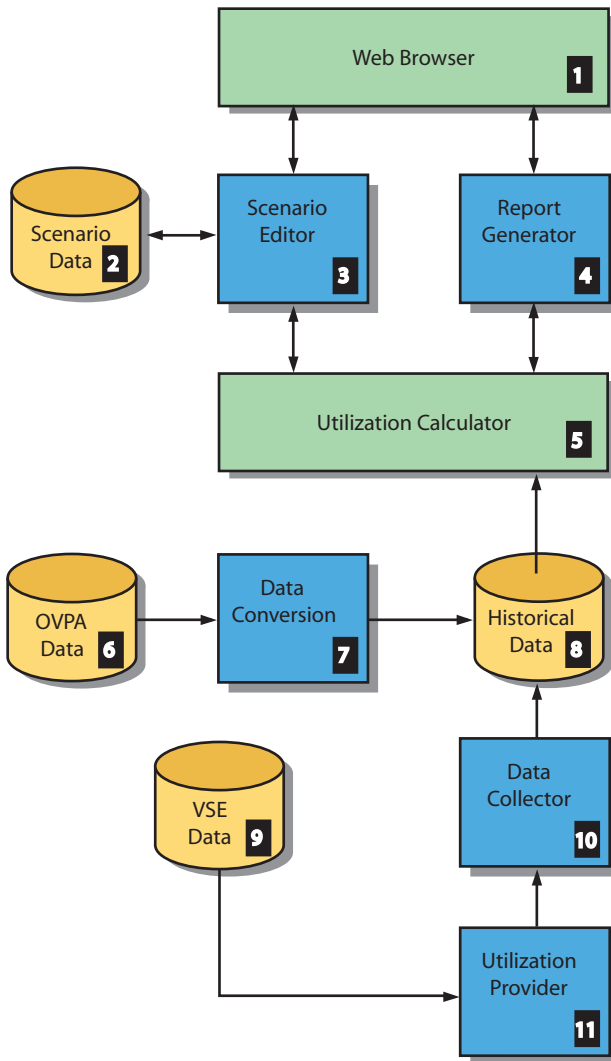 Web Browser
1
Scenario
Data
2
Scenario
Editor
3
Report
Generator
4
Utilization Calculator
5
OVPA
Data
6
Data
Conversion
7
Historical
Data
8
VSE
Data
9
Data
Collector
10
Utilization
Provider
11